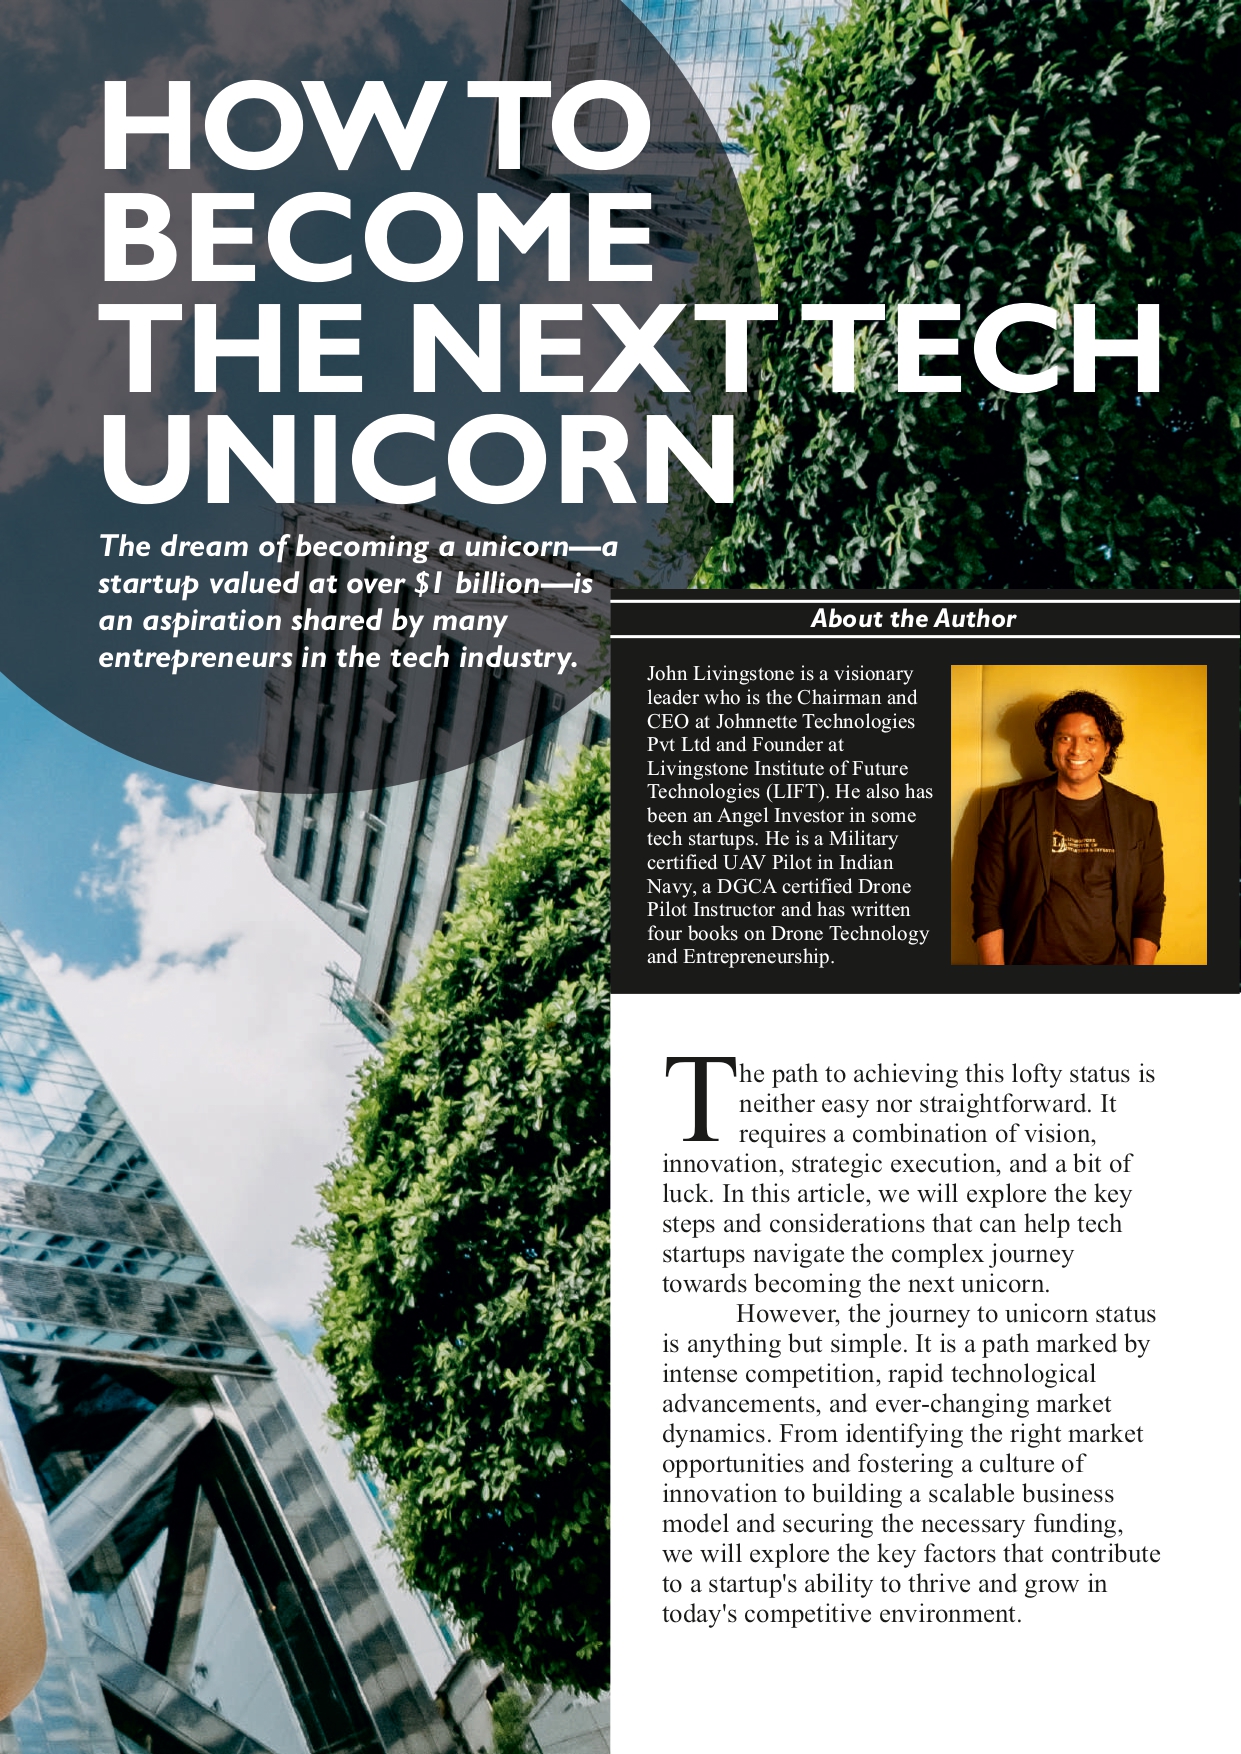 HOW TO
BECOME
THE NEXT TECH
UNICORN
The dream of becoming a unicorn—a
startup valued at over $1 billion—is
an aspiration shared by many
entrepreneurs in the tech industry.
About the Author
John Livingstone is a visionary
leader who is the Chairman and
CEO at Johnnette Technologies
Pvt Ltd and Founder at
Livingstone Institute of Future
Technologies (LIFT). He also has
been an Angel Investor in some
tech startups. He is a Military
certified UAV Pilot in Indian
Navy, a DGCA certified Drone
Pilot Instructor and has written
four books on Drone Technology
and Entrepreneurship.
The path to achieving this lofty status is
neither easy nor straightforward. It
requires a combination of vision,
innovation, strategic execution, and a bit of
luck. In this article, we will explore the key
steps and considerations that can help tech
startups navigate the complex journey
towards becoming the next unicorn.
However, the journey to unicorn status
is anything but simple. It is a path marked by
intense competition, rapid technological
advancements, and ever-changing market
dynamics. From identifying the right market
opportunities and fostering a culture of
innovation to building a scalable business
model and securing the necessary funding,
we will explore the key factors that contribute
to a startup's ability to thrive and grow in
today's competitive environment.